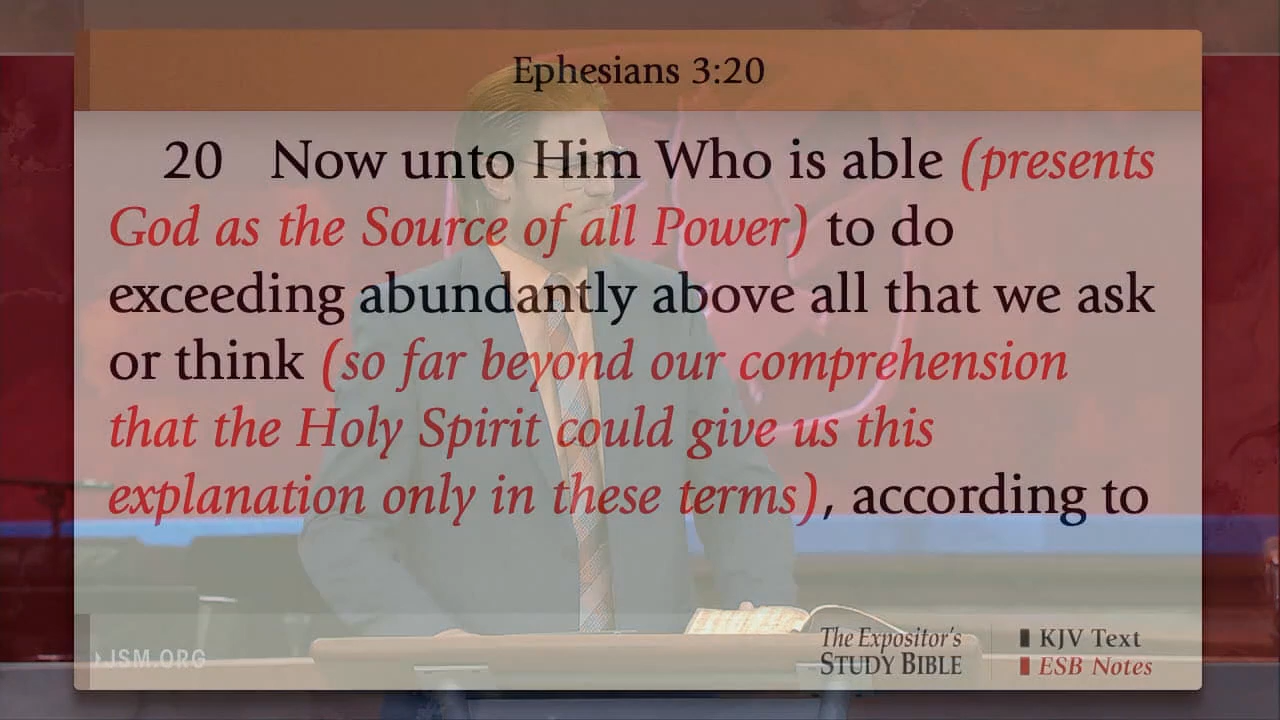 Ephesians 3:20
20 Now unto Him Who is able (presents
God as the Source of all Power) to do
exceeding abundantly above all that we ask
or think (so far beyond our comprehension
that the Holy Spirit could give us this
explanation only in these terms), according to
JSM.ORG
The Expositor's
STUDY BIBLE
KJV Text
ESB Notes